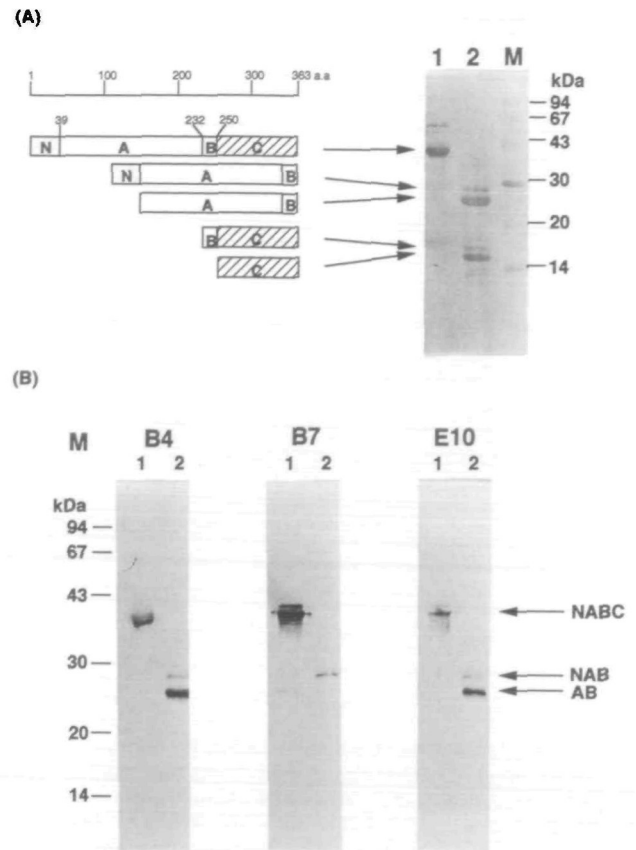 (A)
1 100 200 300 363 a.a
39 232 250
N A B C
N A B
A B
B C
C
1 2 M
kDa
94
67
43
30
20
14
(B)
M B4 B7 E10
1 2 1 2 1 2
kDa
94
67
43
30
20
14
NABC
NAB
AB